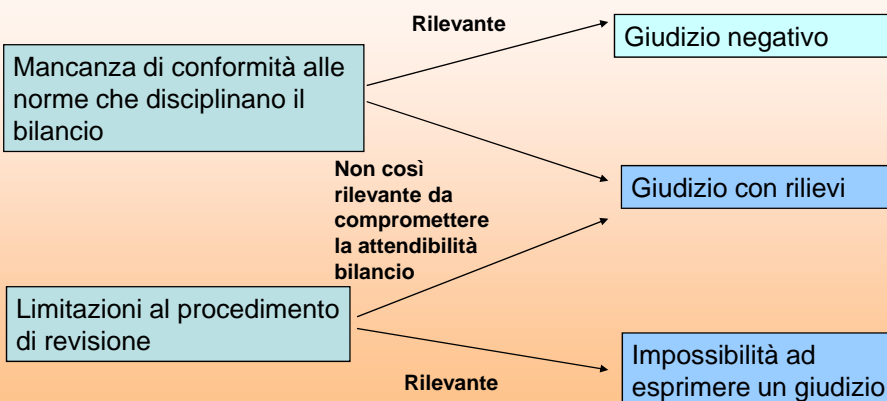 Rilevante
Giudizio negativo
Mancanza di conformità alle
norme che disciplinano il
bilancio
Non così
rilevante da
compromettere
la attendibilità
bilancio
Giudizio con rilievi
Limitazioni al procedimento
di revisione
Rilevante
Impossibilità ad
esprimere un giudizio